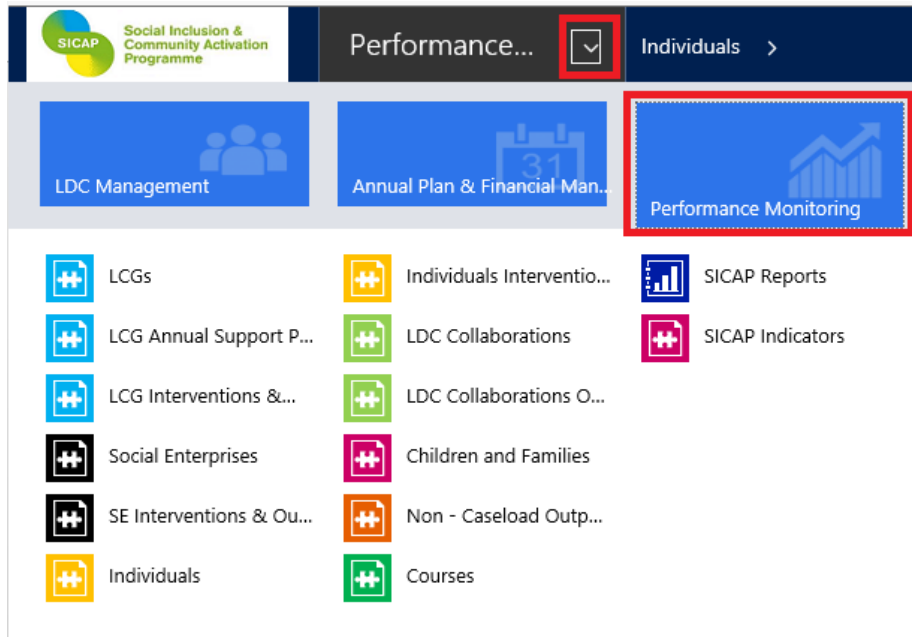 SICAP
Social Inclusion &
Community Activation
Programme
Performance...
Individuals
LDC Management
31
Annual Plan & Financial Man...
Performance Monitoring
LCGs
Individuals Interventio...
SICAP Reports
LCG Annual Support P...
LDC Collaborations
SICAP Indicators
LCG Interventions &...
LDC Collaborations O...
Social Enterprises
Children and Families
SE Interventions & Ou...
Non - Caseload Outp...
Individuals
Courses